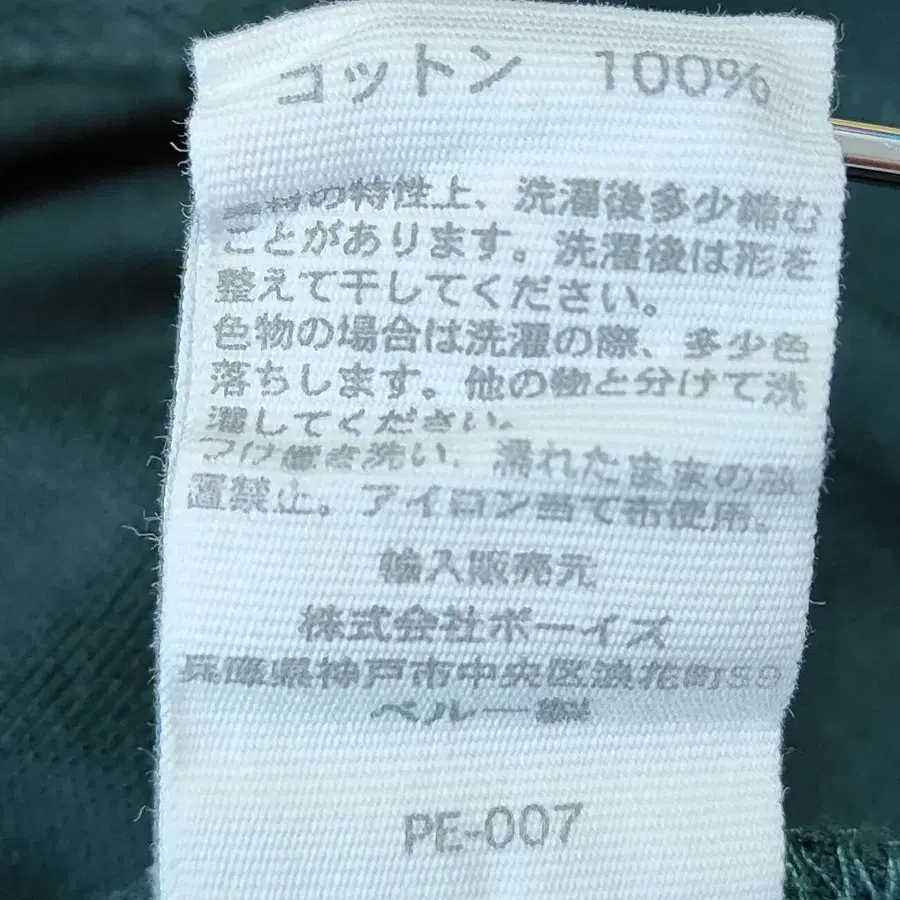 コットン 100%
素材の特性上、洗濯後多少縮む
ことがあります。洗濯後は形を
整えて干してください。
色物の場合は洗濯の際、多少色
落ちします。他の物と分けて洗
濯してください。
つけ置き洗い、濡れたままの放
置禁止。アイロン当て布使用。
輸入販売元
株式会社ボーイズ
兵庫県神戸市中央区浪花町59
ペルー製
PE-007